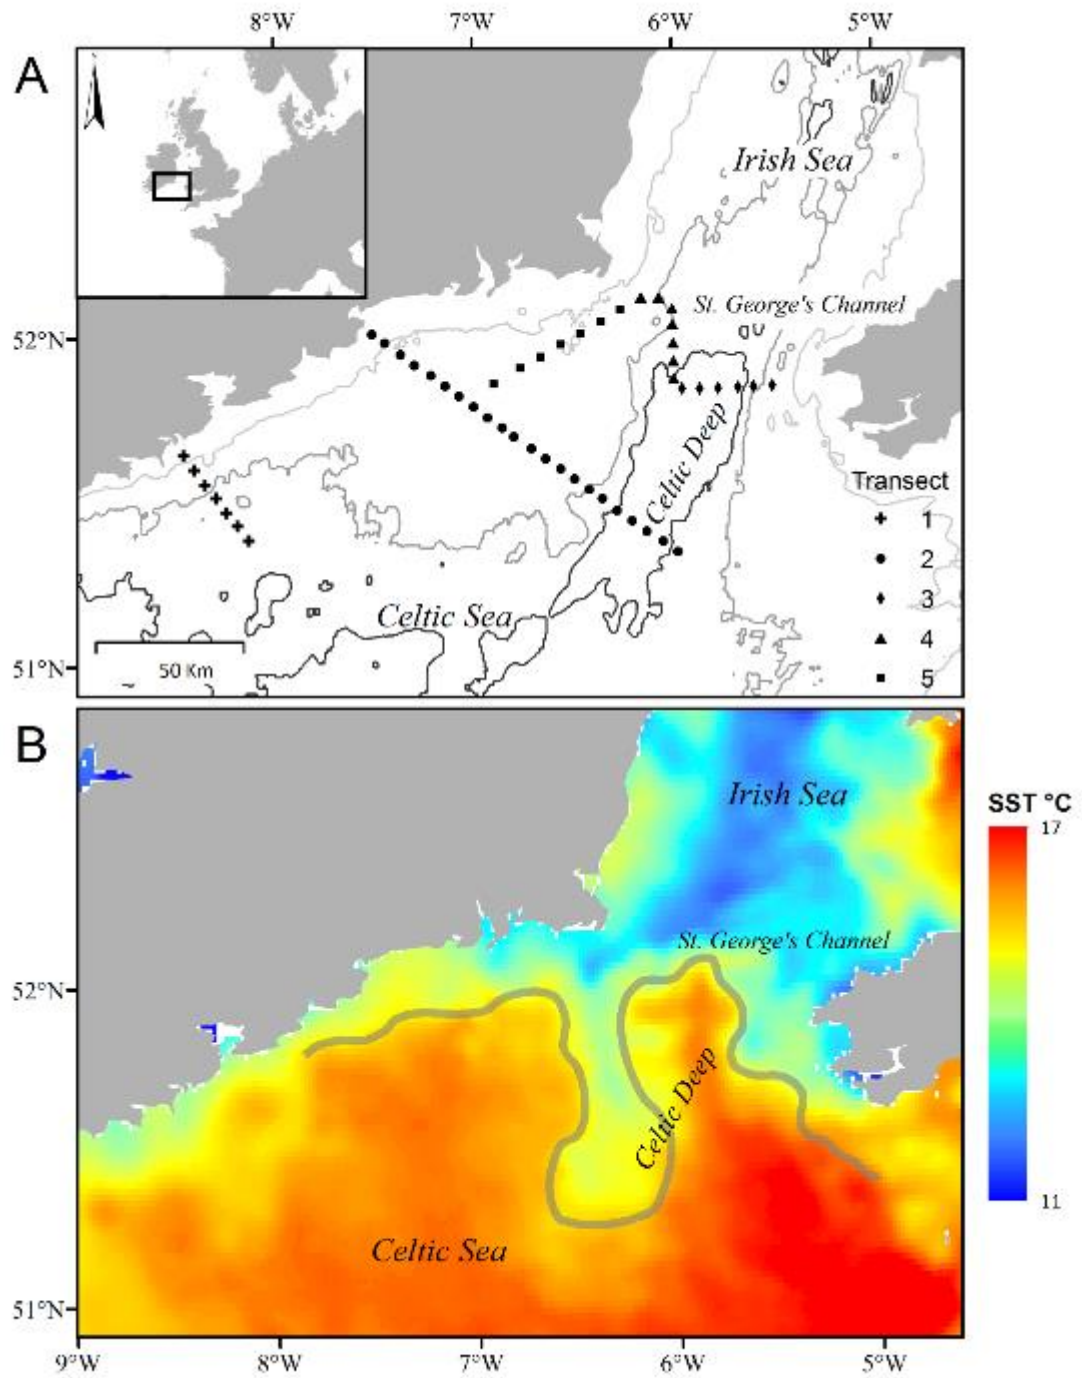 8°W 7°W 6°W 5°W
A
Irish Sea
St. George's Channel
52°N
Celtic Deep
Transect
1
2
3
4
5
Celtic Sea
50 Km
51°N
B
Irish Sea
SST °C
17
St. George's Channel
52°N
Celtic Deep
11
Celtic Sea
51°N
9°W 8°W 7°W 6°W 5°W